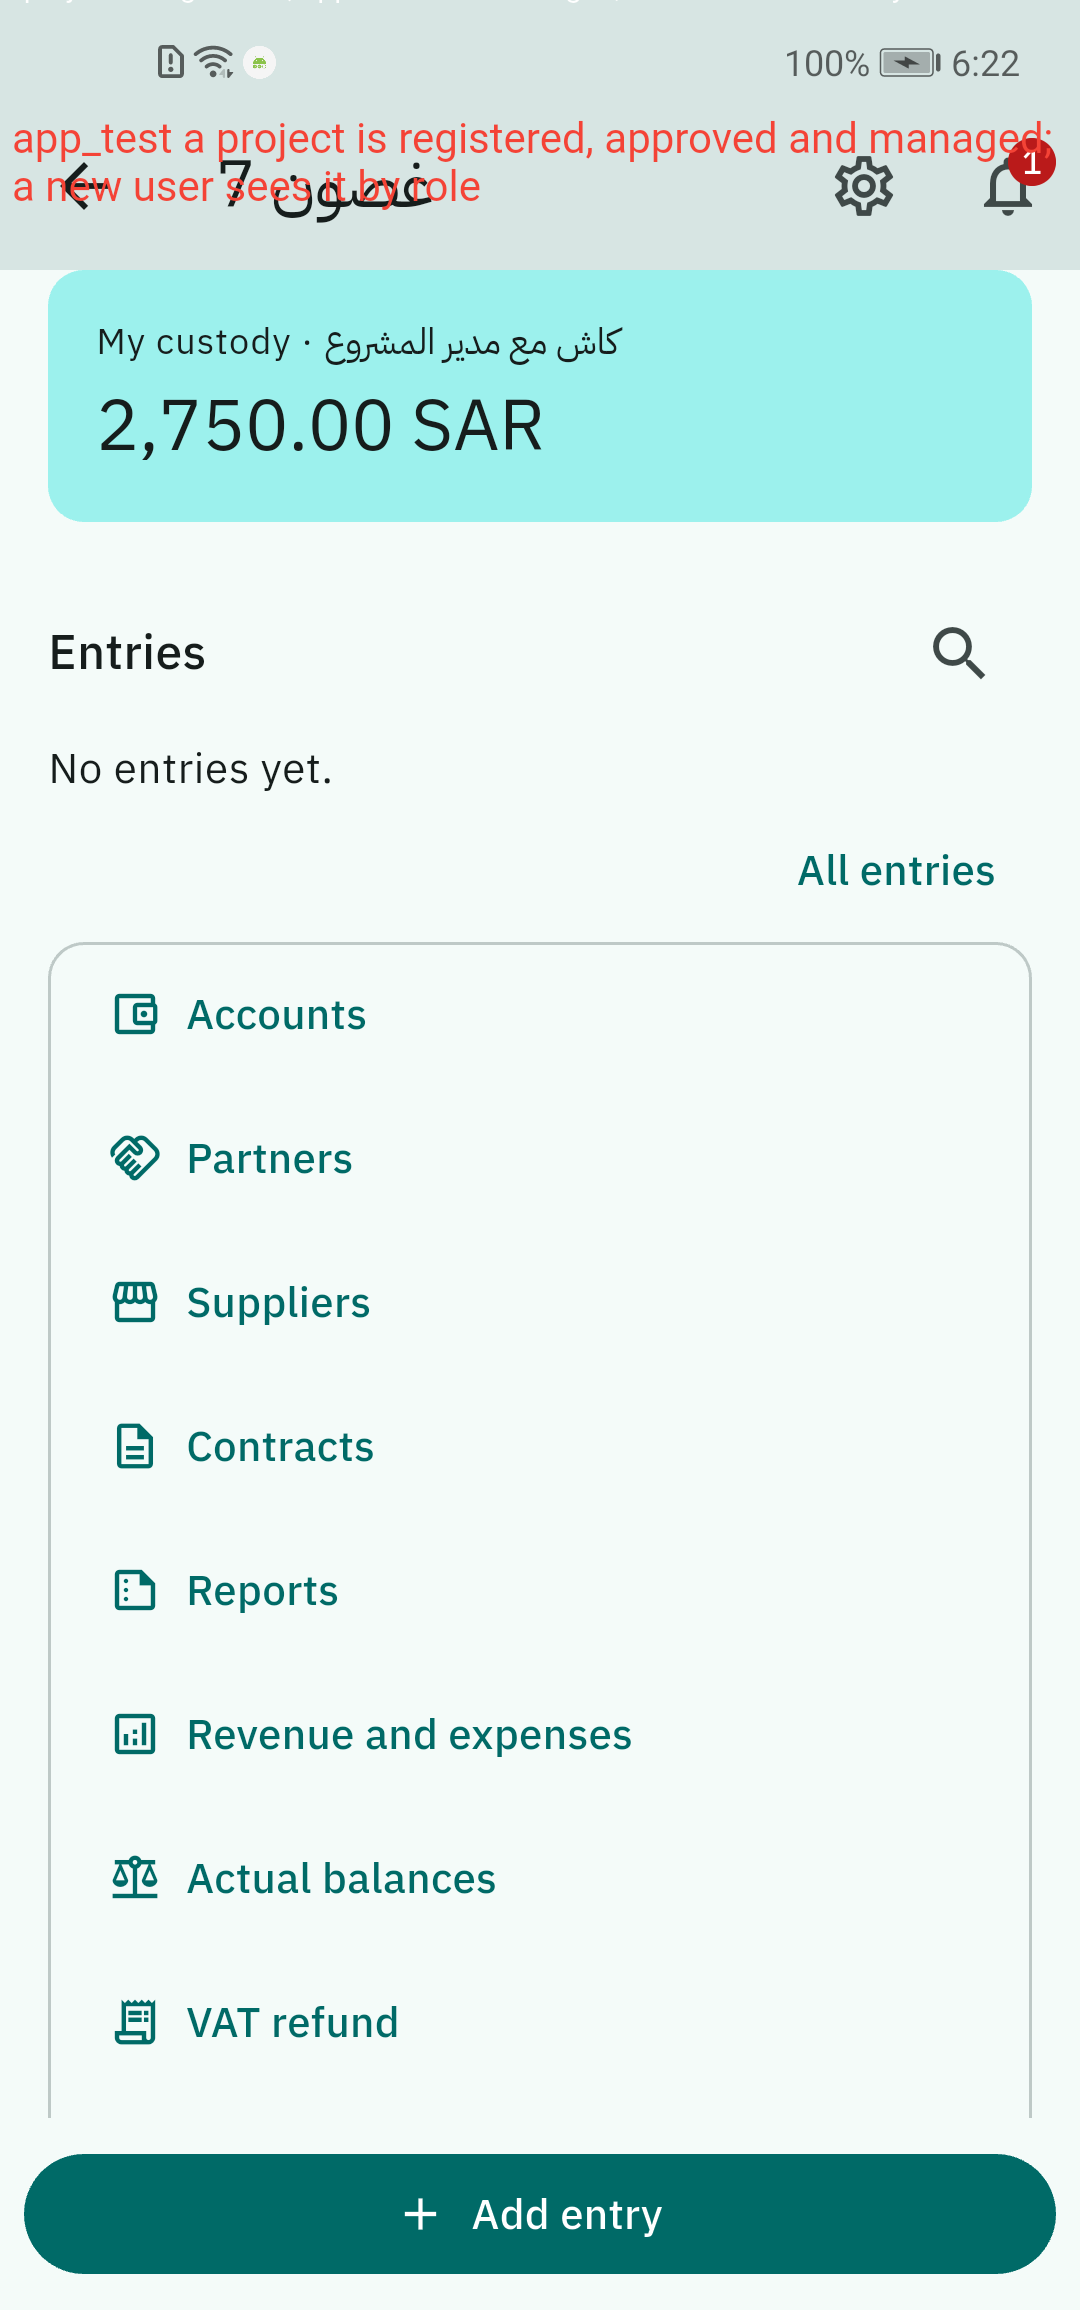 100% 6:22
app_test a project is registered, approved and managed;
a new user sees it by role
غصون 7
1
My custody · كاش مع مدير المشروع
2,750.00 SAR
Entries
No entries yet.
All entries
Accounts
Partners
Suppliers
Contracts
Reports
Revenue and expenses
Actual balances
VAT refund
Add entry